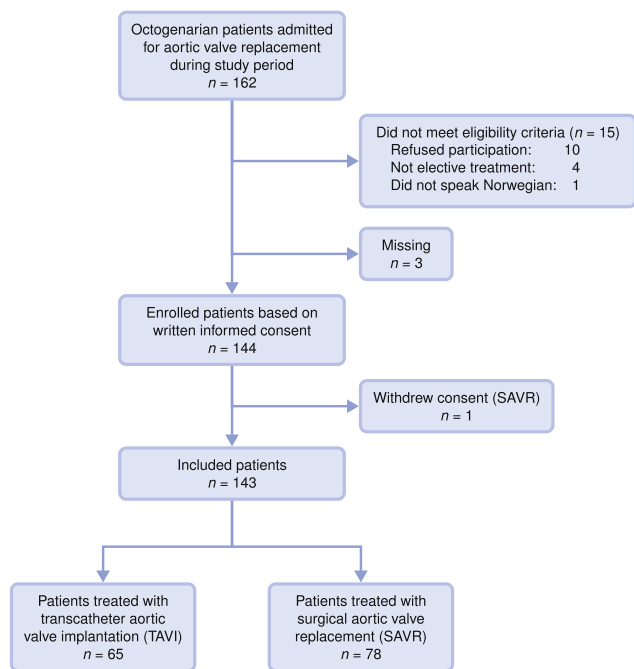 Octogenarian patients admitted
for aortic valve replacement
during study period
n = 162
Did not meet eligibility criteria (n = 15)
Refused participation: 10
Not elective treatment: 4
Did not speak Norwegian: 1
Missing
n = 3
Enrolled patients based on
written informed consent
n = 144
Withdrew consent (SAVR)
n = 1
Included patients
n = 143
Patients treated with
transcatheter aortic
valve implantation (TAVI)
n = 65
Patients treated with
surgical aortic valve
replacement (SAVR)
n = 78